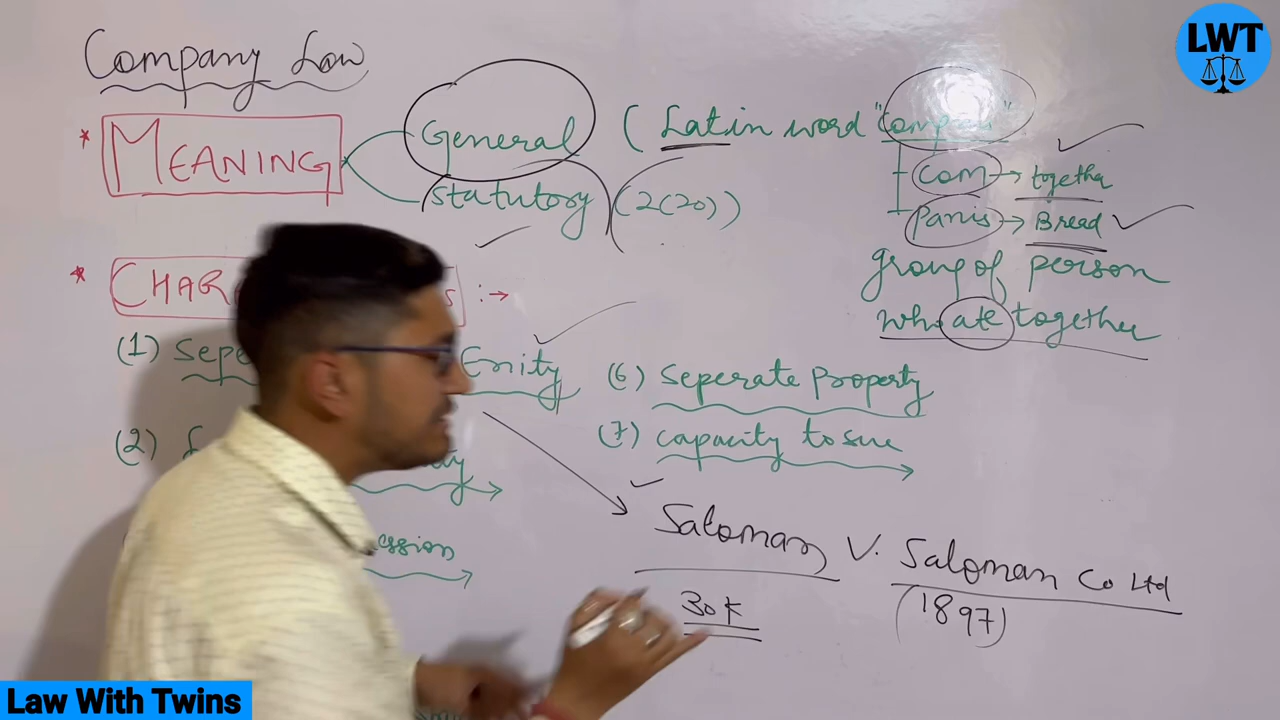 LWT
Company Law
* MEANING
General (Latin word "
com → together
statutory (2(20))
panis → Bread
group of person
who ate together
* CHAR S :→
(1) Sepe Enity
(6) Seperate Property
(2)
(7) capacity to sue
ession
Saloman V. Saloman Co Ltd
30k (1897)
Law With Twins